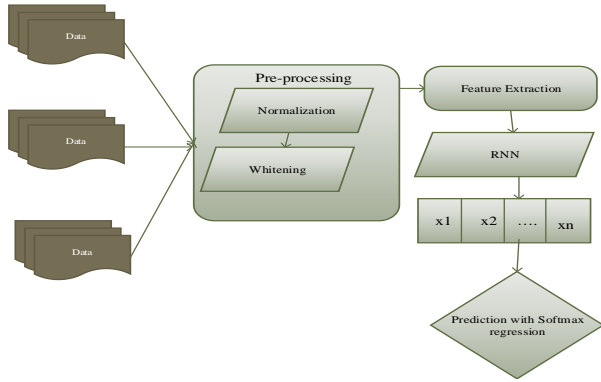 Data
Data
Data
Pre-processing
Normalization
Whitening
Feature Extraction
RNN
x1 x2 .... xn
Prediction with Softmax
regression